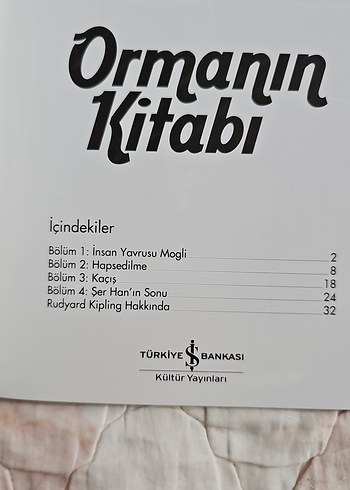 Ormanın
Kitabı
İçindekiler
Bölüm 1: İnsan Yavrusu Mogli 2
Bölüm 2: Hapsedilme 8
Bölüm 3: Kaçış 18
Bölüm 4: Şer Han'ın Sonu 24
Rudyard Kipling Hakkında 32
TÜRKİYE İŞ BANKASI
Kültür Yayınları